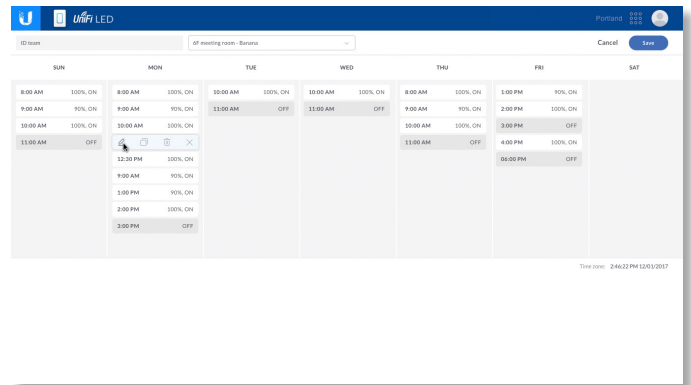 UniFi LED
Portland
ID team
6F meeting room - Banana
Cancel
Save
SUN MON TUE WED THU FRI SAT
8:00 AM 100%, ON 8:00 AM 100%, ON 10:00 AM 100%, ON 10:00 AM 100%, ON 8:00 AM 100%, ON 1:00 PM 90%, ON
9:00 AM 90%, ON 9:00 AM 90%, ON 11:00 AM OFF 11:00 AM OFF 9:00 AM 90%, ON 2:00 PM 100%, ON
10:00 AM 100%, ON 10:00 AM 100%, ON 10:00 AM 100%, ON 3:00 PM OFF
11:00 AM OFF 11:00 AM OFF 4:00 PM 100%, ON
12:30 PM 100%, ON 06:00 PM OFF
9:00 AM 90%, ON
1:00 PM 90%, ON
2:00 PM 100%, ON
3:00 PM OFF
Time zone: 2:46:22 PM 12/01/2017